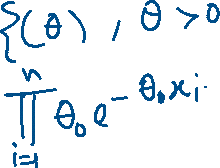 {(θ) , θ > 0
n
∏ θ₀ e^{-θ₀ xᵢ}
i=1